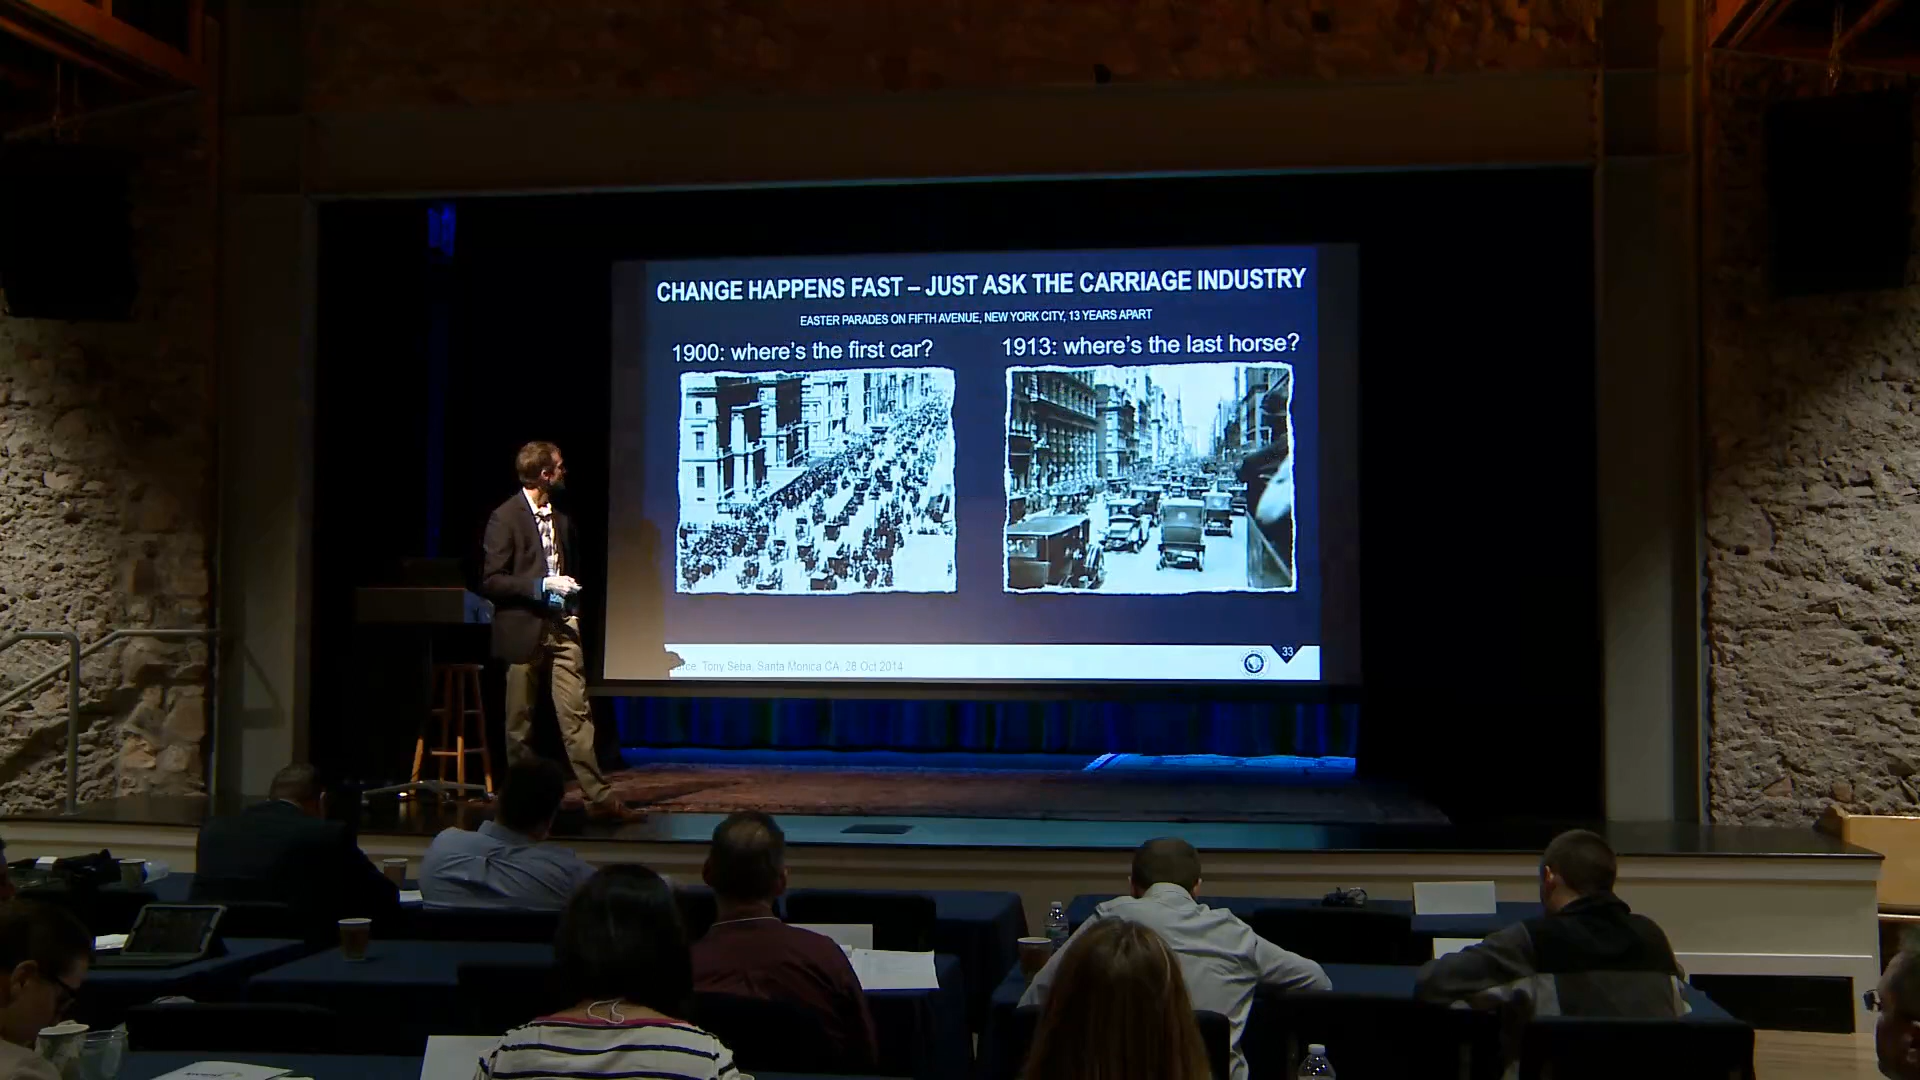 CHANGE HAPPENS FAST – JUST ASK THE CARRIAGE INDUSTRY
EASTER PARADES ON FIFTH AVENUE, NEW YORK CITY, 13 YEARS APART
1900: where's the first car?
1913: where's the last horse?
Tony Seba, Santa Monica CA, 28 Oct 2014
33